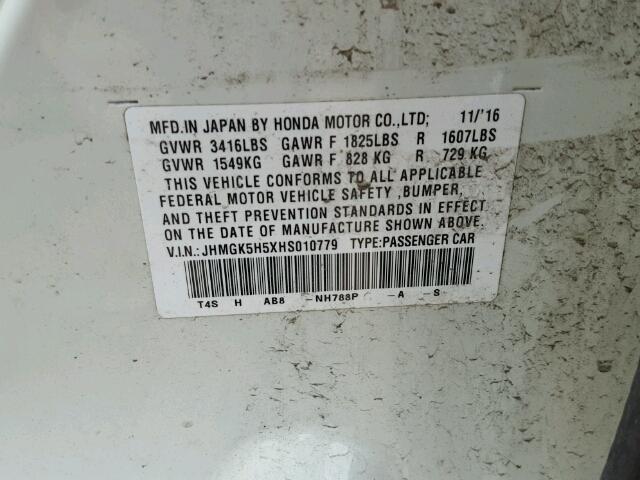 MFD.IN JAPAN BY HONDA MOTOR CO.,LTD; 11/'16
GVWR 3416LBS GAWR F 1825LBS R 1607LBS
GVWR 1549KG GAWR F 828 KG R 729 KG
THIS VEHICLE CONFORMS TO ALL APPLICABLE
FEDERAL MOTOR VEHICLE SAFETY ,BUMPER,
AND THEFT PREVENTION STANDARDS IN EFFECT
ON THE DATE OF MANUFACTURE SHOWN ABOVE.
V.I.N.: JHMGK5H5XHS010779 TYPE:PASSENGER CAR
T4S H AB8 -NH788P -A -S